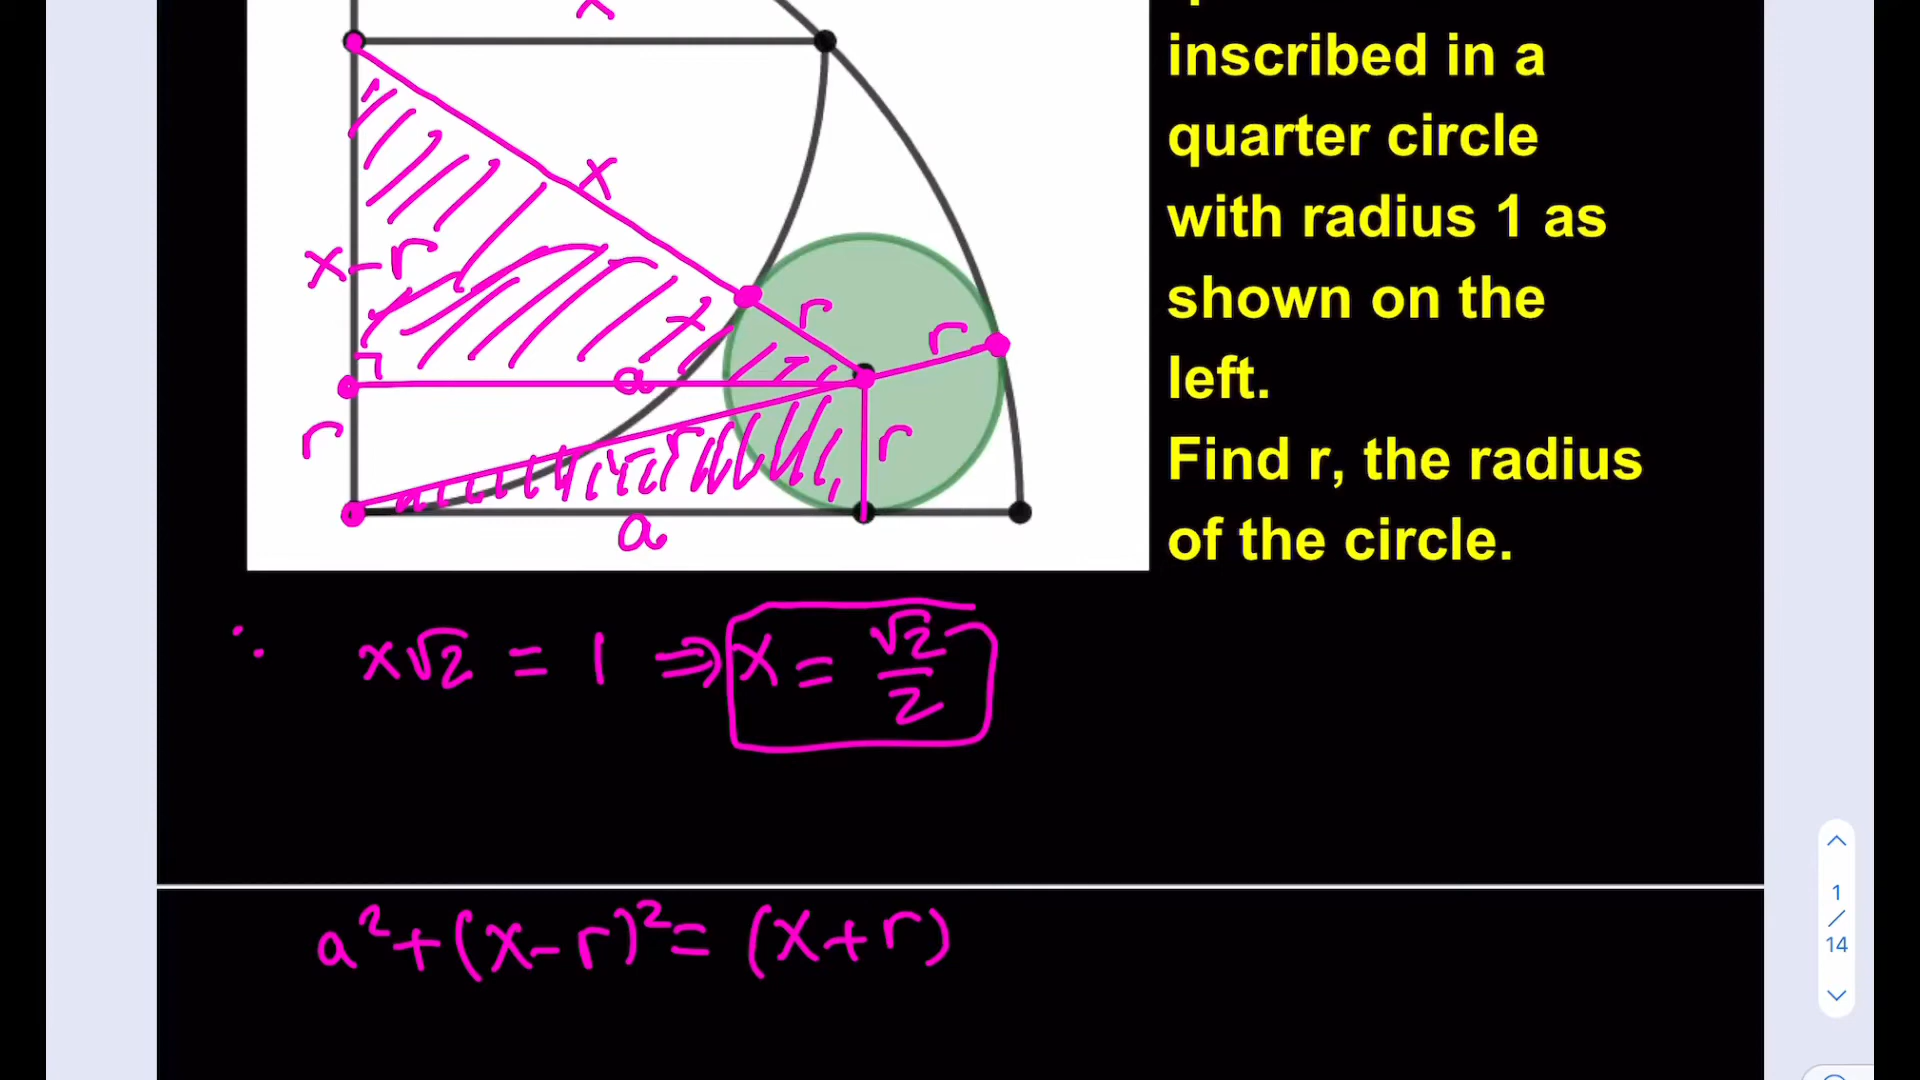 x
inscribed in a
quarter circle
with radius 1 as
shown on the
left.
Find r, the radius
of the circle.
x
x-r
r
r
a
r
r
a
x√2 = 1 ⇒ x = √2/2
a²+(x-r)²= (x+r)
1
/
14